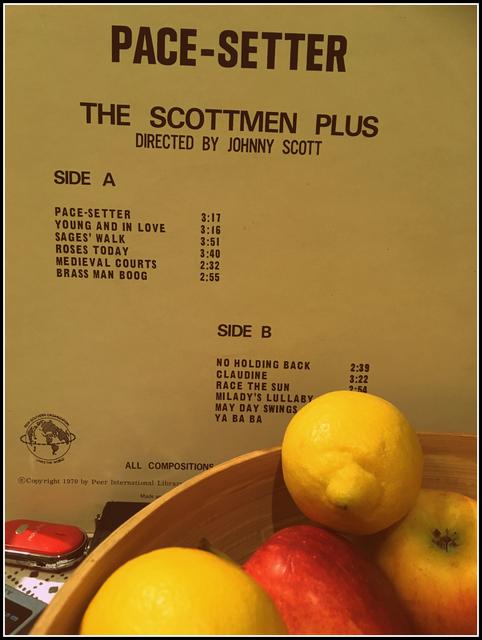 PACE-SETTER
THE SCOTTMEN PLUS
DIRECTED BY JOHNNY SCOTT
SIDE A
PACE-SETTER 3:17
YOUNG AND IN LOVE 3:16
SAGES' WALK 3:51
ROSES TODAY 3:40
MEDIEVAL COURTS 2:32
BRASS MAN BOOG 2:55
SIDE B
NO HOLDING BACK 2:39
CLAUDINE 3:22
RACE THE SUN 2:54
MILADY'S LULLABY
MAY DAY SWINGS
YA BA BA
ALL COMPOSITIONS
©Copyright 1970 by Peer International
Made